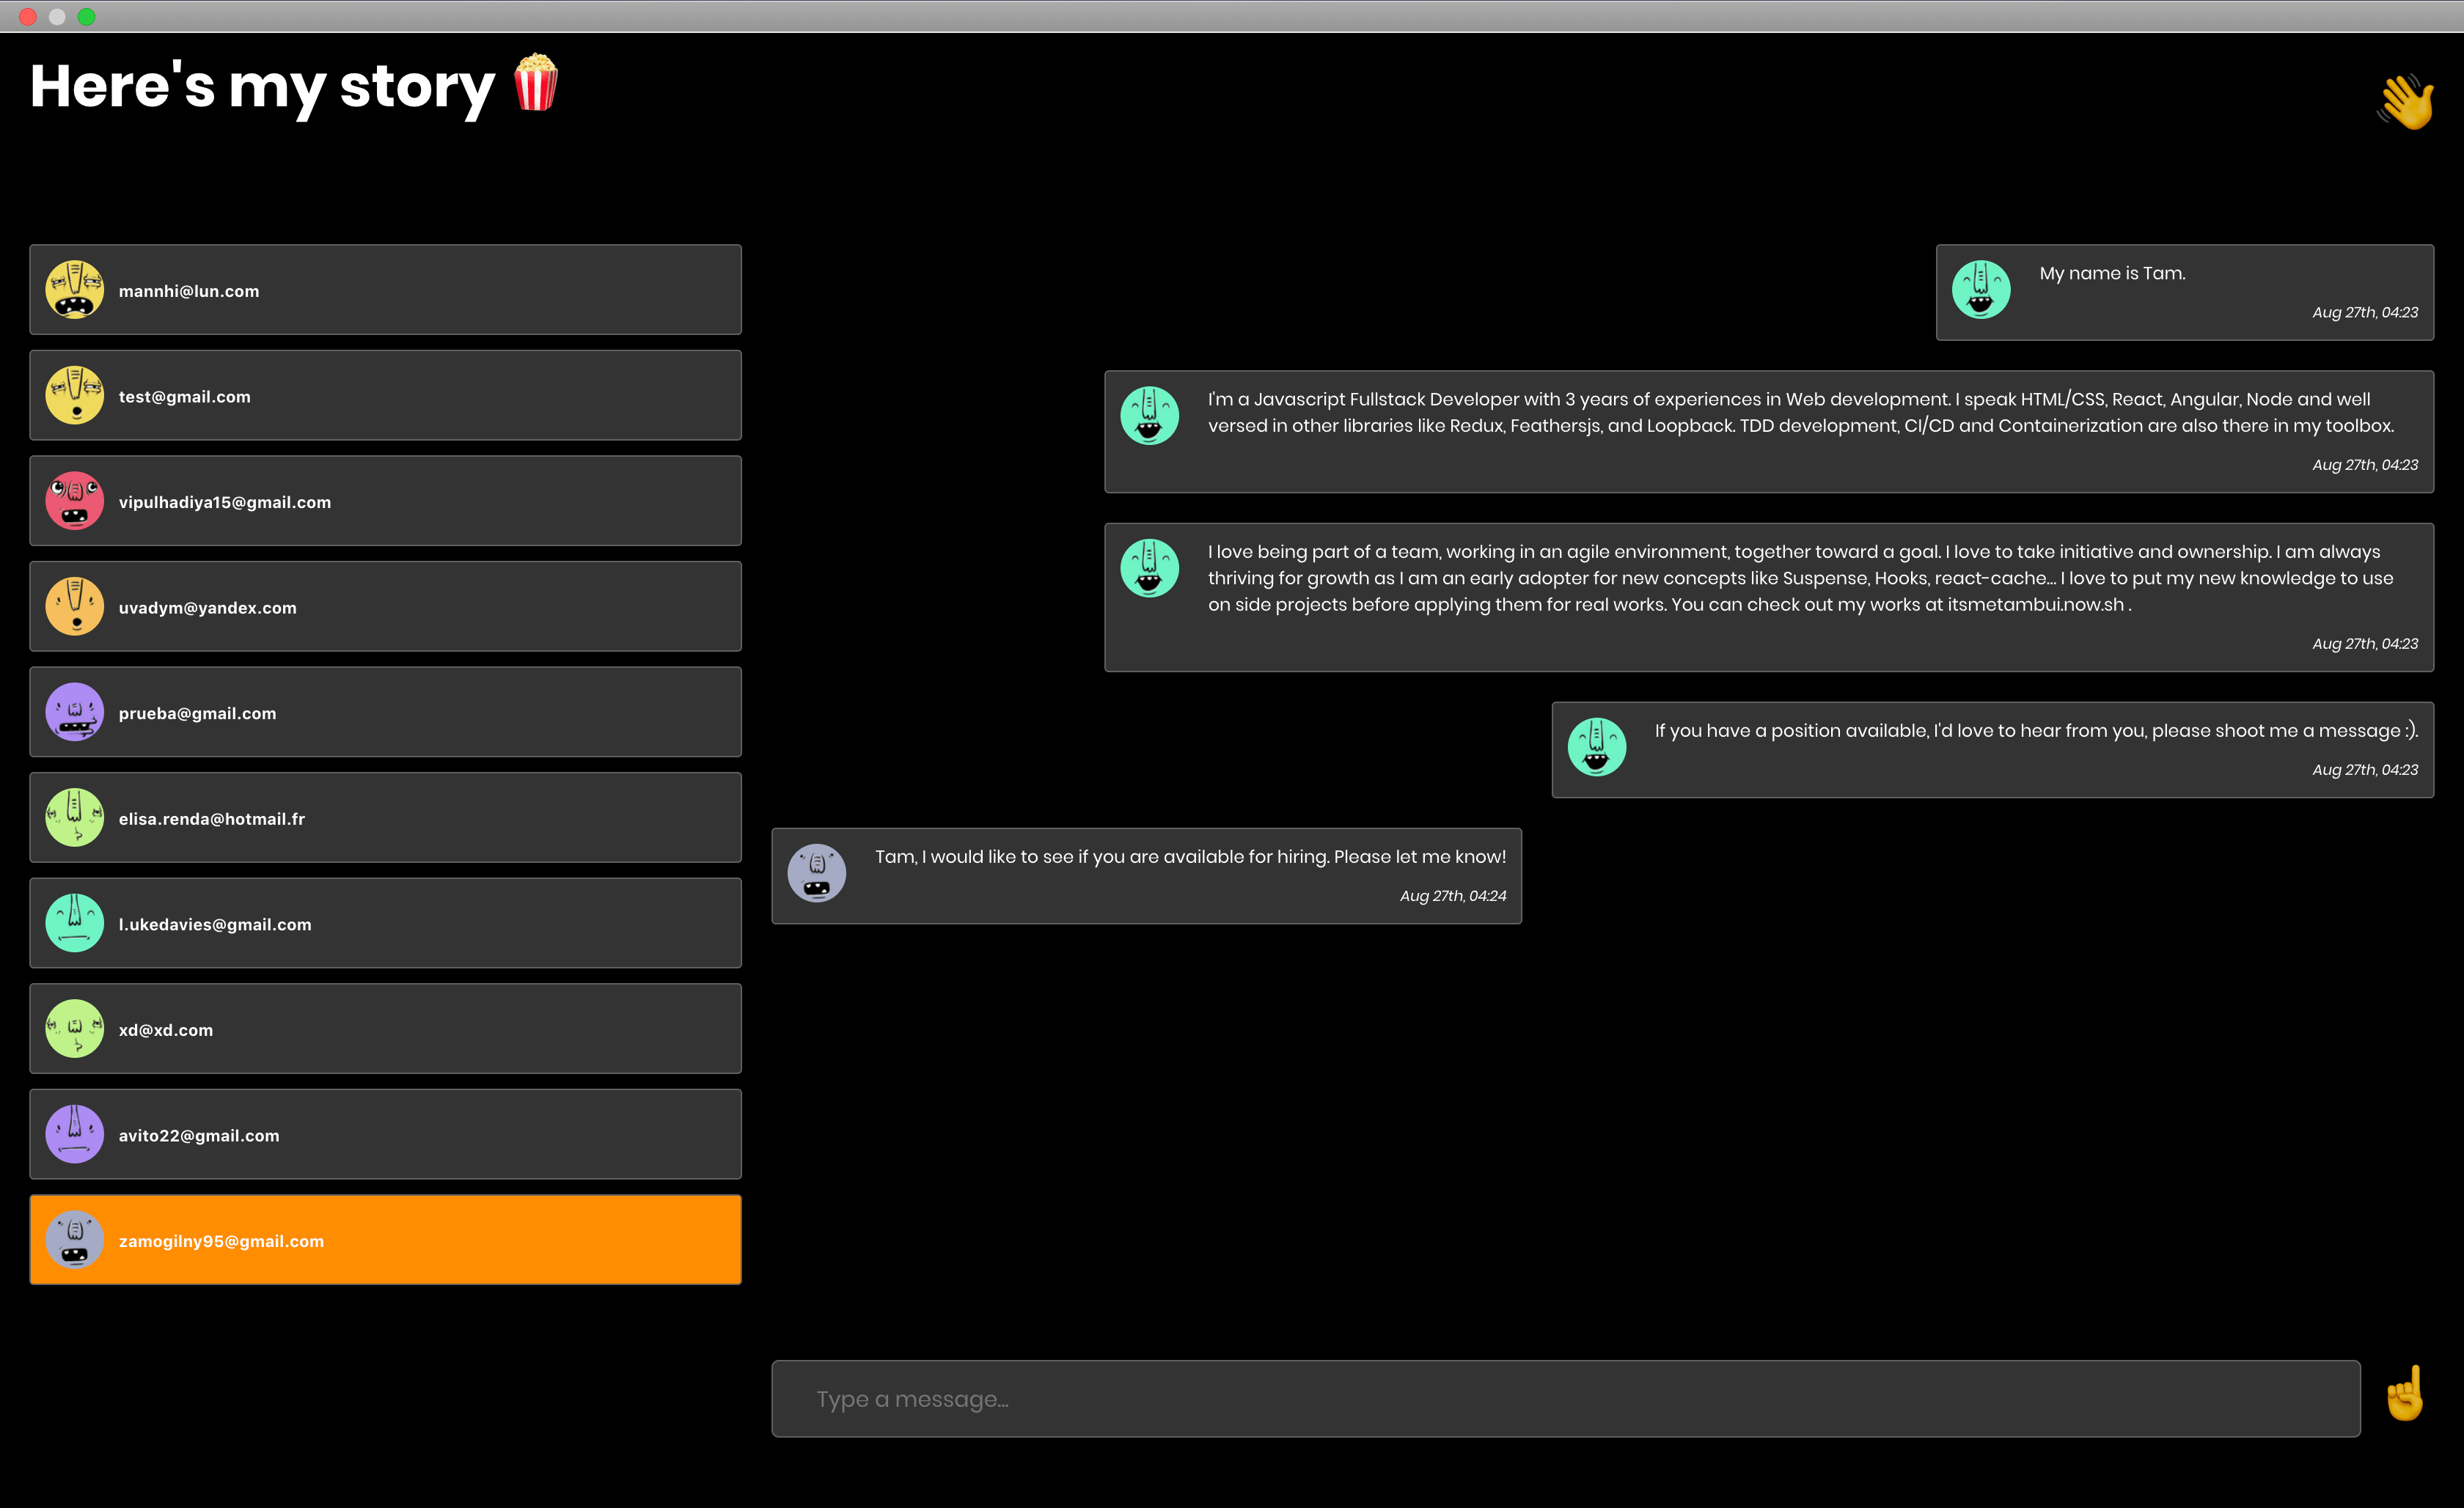 Here's my story
mannhi@lun.com
test@gmail.com
vipulhadiya15@gmail.com
uvadym@yandex.com
prueba@gmail.com
elisa.renda@hotmail.fr
l.ukedavies@gmail.com
xd@xd.com
avito22@gmail.com
zamogilny95@gmail.com
My name is Tam.
Aug 27th, 04:23
I'm a Javascript Fullstack Developer with 3 years of experiences in Web development. I speak HTML/CSS, React, Angular, Node and well
versed in other libraries like Redux, Feathersjs, and Loopback. TDD development, CI/CD and Containerization are also there in my toolbox.
Aug 27th, 04:23
I love being part of a team, working in an agile environment, together toward a goal. I love to take initiative and ownership. I am always
thriving for growth as I am an early adopter for new concepts like Suspense, Hooks, react-cache... I love to put my new knowledge to use
on side projects before applying them for real works. You can check out my works at itsmetambui.now.sh .
Aug 27th, 04:23
If you have a position available, I'd love to hear from you, please shoot me a message :).
Aug 27th, 04:23
Tam, I would like to see if you are available for hiring. Please let me know!
Aug 27th, 04:24
Type a message...